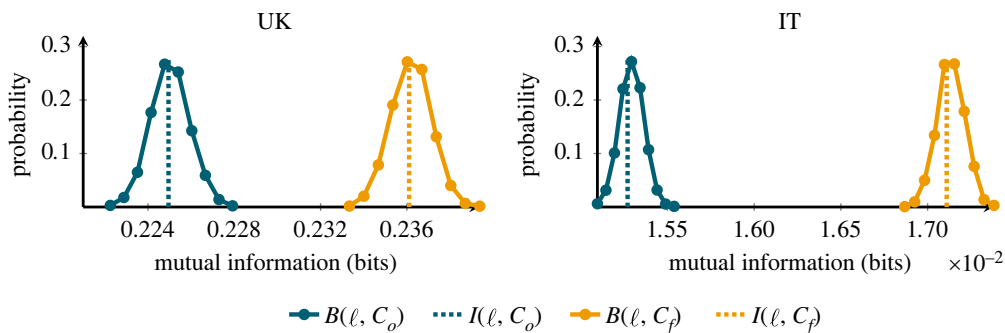 UK
IT
probability
0.3
0.2
0.1
0.224
0.228
0.232
0.236
mutual information (bits)
probability
0.3
0.2
0.1
1.55
1.60
1.65
1.70
mutual information (bits)
×10⁻²
B(ℓ, Cₒ) I(ℓ, Cₒ) B(ℓ, C_f) I(ℓ, C_f)